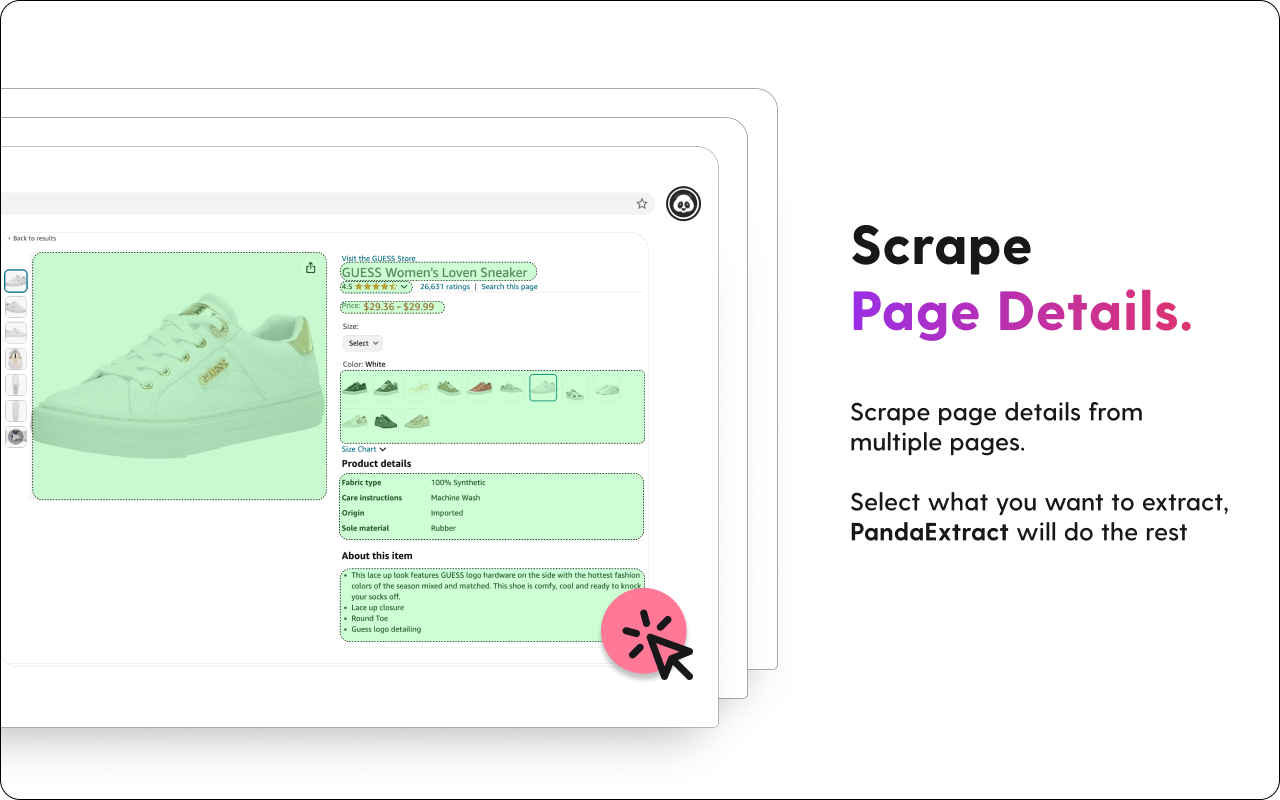 ‹ Back to results
Visit the GUESS Store
GUESS Women's Loven Sneaker
4.5 26,631 ratings | Search this page
Price: $29.36 - $29.99
Size:
Select
Color: White
Size Chart
Product details
Fabric type 100% Synthetic
Care instructions Machine Wash
Origin Imported
Sole material Rubber
About this item
• This lace up look features GUESS logo hardware on the side with the hottest fashion
colors of the season mixed and matched. This shoe is comfy, cool and ready to knock
your socks off.
• Lace up closure
• Round Toe
• Guess logo detailing
GUESS
Scrape
Page Details.
Scrape page details from
multiple pages.
Select what you want to extract,
PandaExtract will do the rest